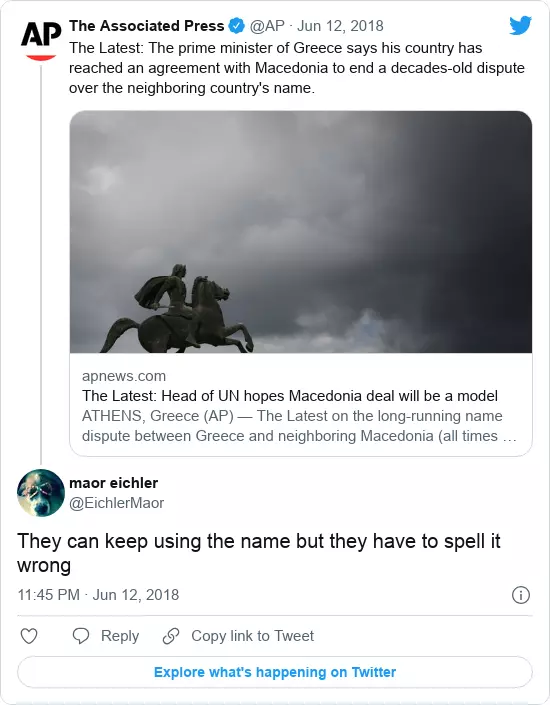 AP
The Associated Press @AP · Jun 12, 2018
The Latest: The prime minister of Greece says his country has
reached an agreement with Macedonia to end a decades-old dispute
over the neighboring country's name.
apnews.com
The Latest: Head of UN hopes Macedonia deal will be a model
ATHENS, Greece (AP) — The Latest on the long-running name
dispute between Greece and neighboring Macedonia (all times …
maor eichler
@EichlerMaor
They can keep using the name but they have to spell it
wrong
11:45 PM · Jun 12, 2018
Reply
Copy link to Tweet
Explore what's happening on Twitter